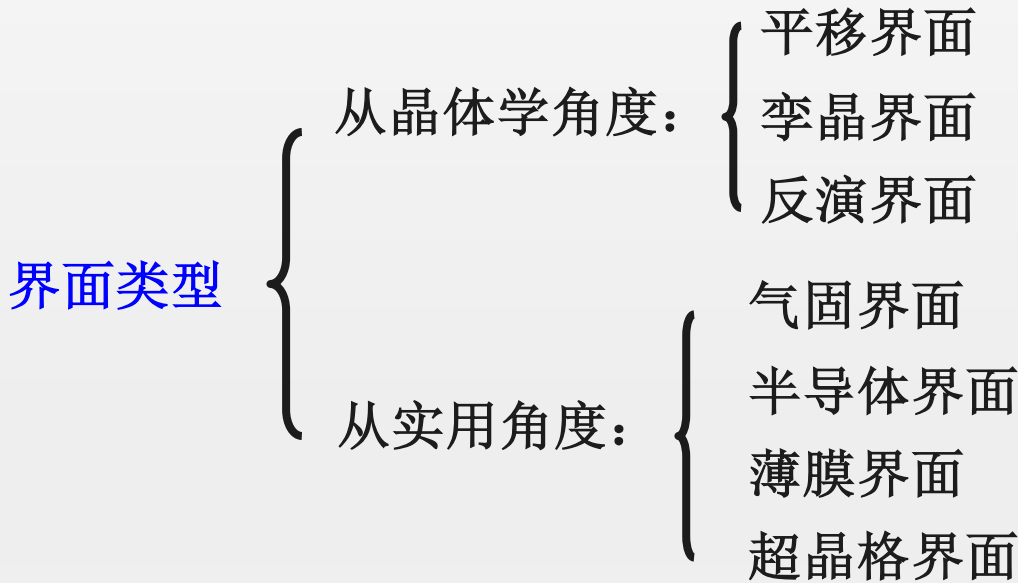 界面类型
从晶体学角度：
平移界面
孪晶界面
反演界面
从实用角度：
气固界面
半导体界面
薄膜界面
超晶格界面